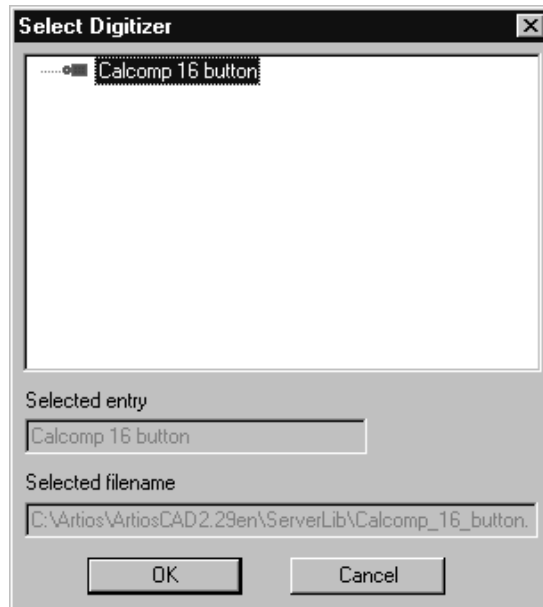 Select Digitizer
Calcomp 16 button
Selected entry
Calcomp 16 button
Selected filename
C:\Artios\ArtiosCAD2.29en\ServerLib\Calcomp_16_button.
OK Cancel